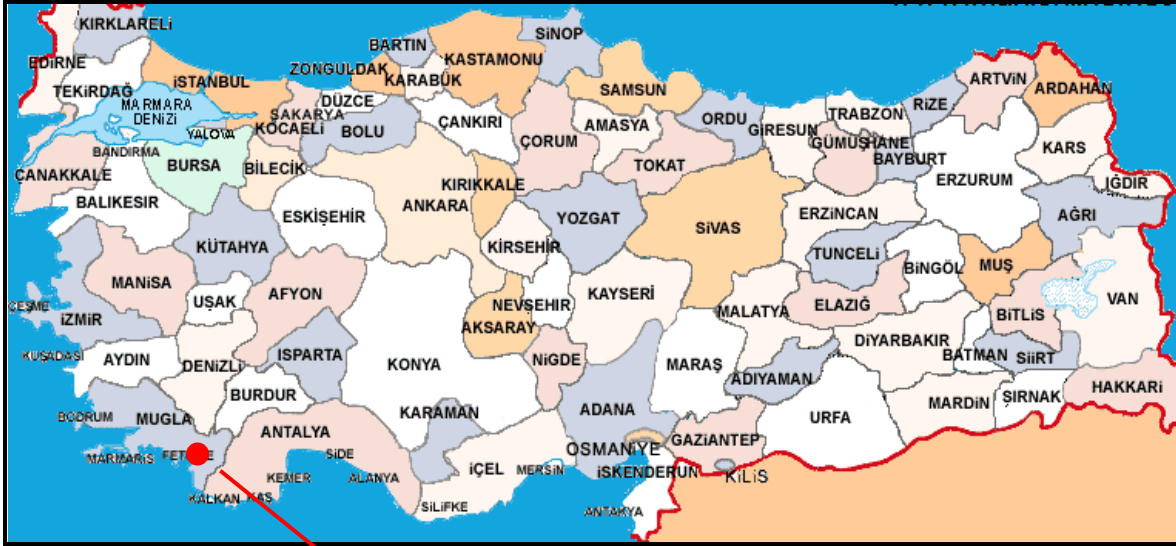 KIRKLARELİ
EDİRNE
TEKİRDAĞ
İSTANBUL
MARMARA
DENİZİ
YALOVA
KOCAELİ
SAKARYA
DÜZCE
ZONGULDAK
BARTIN
KARABÜK
KASTAMONU
SİNOP
SAMSUN
ORDU
GİRESUN
TRABZON
RİZE
ARTVİN
ARDAHAN
ÇANAKKALE
BANDIRMA
BURSA
BİLECİK
BOLU
ÇANKIRI
ÇORUM
AMASYA
TOKAT
GÜMÜŞHANE
BAYBURT
ERZURUM
KARS
IĞDIR
BALIKESIR
KÜTAHYA
ESKİŞEHİR
ANKARA
KIRIKKALE
KİRSEHİR
YOZGAT
SİVAS
ERZİNCAN
TUNCELİ
BİNGÖL
MUŞ
AĞRI
MANİSA
UŞAK
AFYON
AKSARAY
NEVŞEHIR
KAYSERİ
MALATYA
ELAZIĞ
DİYARBAKIR
BİTLİS
VAN
ÇEŞME
İZMİR
KUŞADASI
AYDIN
DENİZLİ
ISPARTA
BURDUR
KONYA
NİGDE
MARAŞ
ADIYAMAN
URFA
BATMAN
SİİRT
MARDİN
ŞIRNAK
HAKKARİ
BODRUM
MUGLA
MARMARİS
KALKAN
KAŞ
ANTALYA
KEMER
SİDE
ALANYA
KARAMAN
İÇEL
SİLİFKE
MERSİN
ADANA
OSMANİYE
İSKENDERUN
ANTAKYA
GAZİANTEP
KİLİS